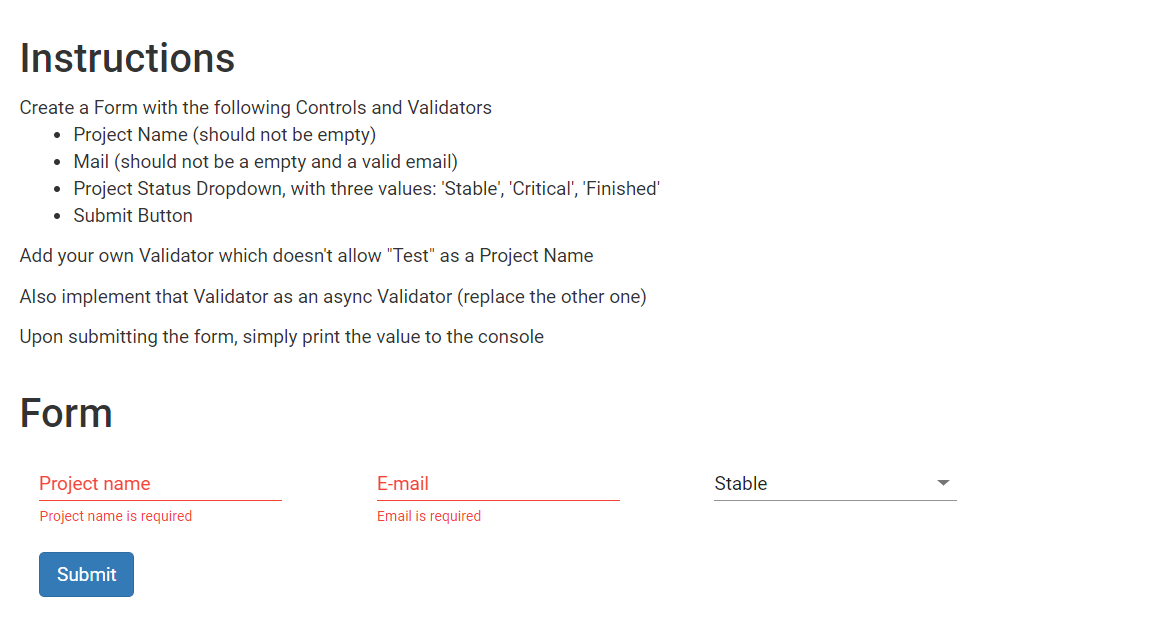 Instructions
Create a Form with the following Controls and Validators
• Project Name (should not be empty)
• Mail (should not be a empty and a valid email)
• Project Status Dropdown, with three values: 'Stable', 'Critical', 'Finished'
• Submit Button
Add your own Validator which doesn't allow "Test" as a Project Name
Also implement that Validator as an async Validator (replace the other one)
Upon submitting the form, simply print the value to the console
Form
Project name
E-mail
Stable
Project name is required
Email is required
Submit